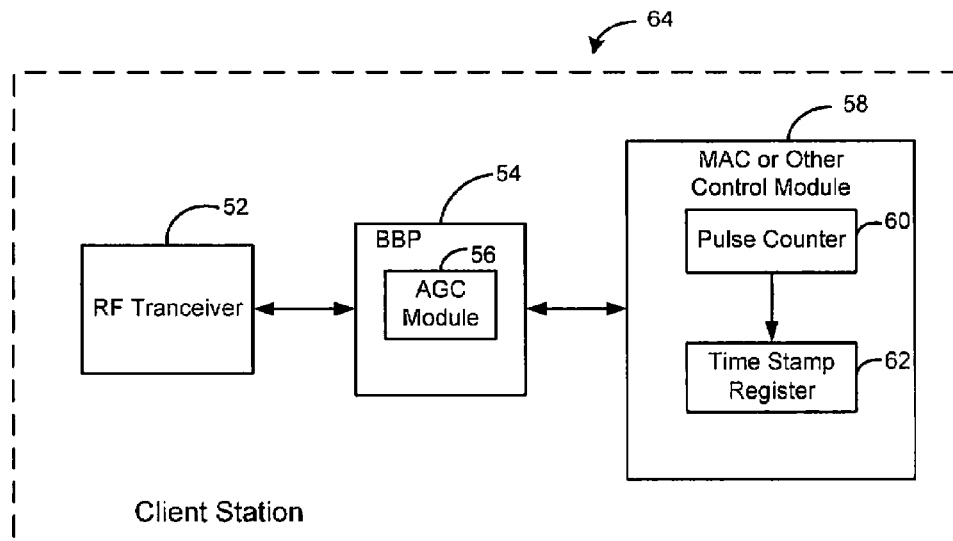 64
58
MAC or Other
Control Module
54
52
60
Pulse Counter
BBP
56
AGC
Module
RF Tranceiver
Time Stamp
Register
62
Client Station